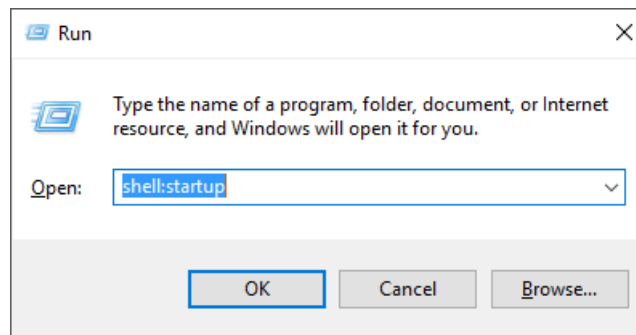 Run
Type the name of a program, folder, document, or Internet
resource, and Windows will open it for you.
Open: shell:startup
OK Cancel Browse...